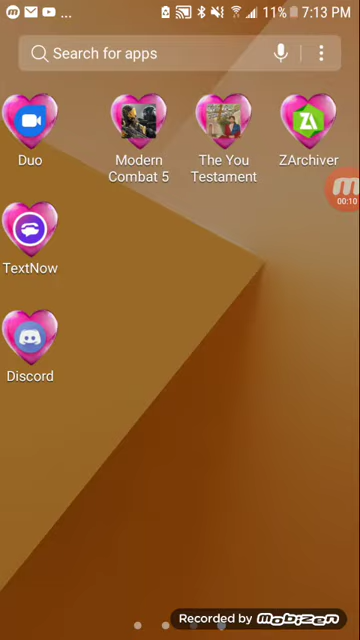 11% 7:13 PM
Search for apps
Duo
Modern
Combat 5
The You
Testament
ZArchiver
00:10
TextNow
Discord
Recorded by mobizen